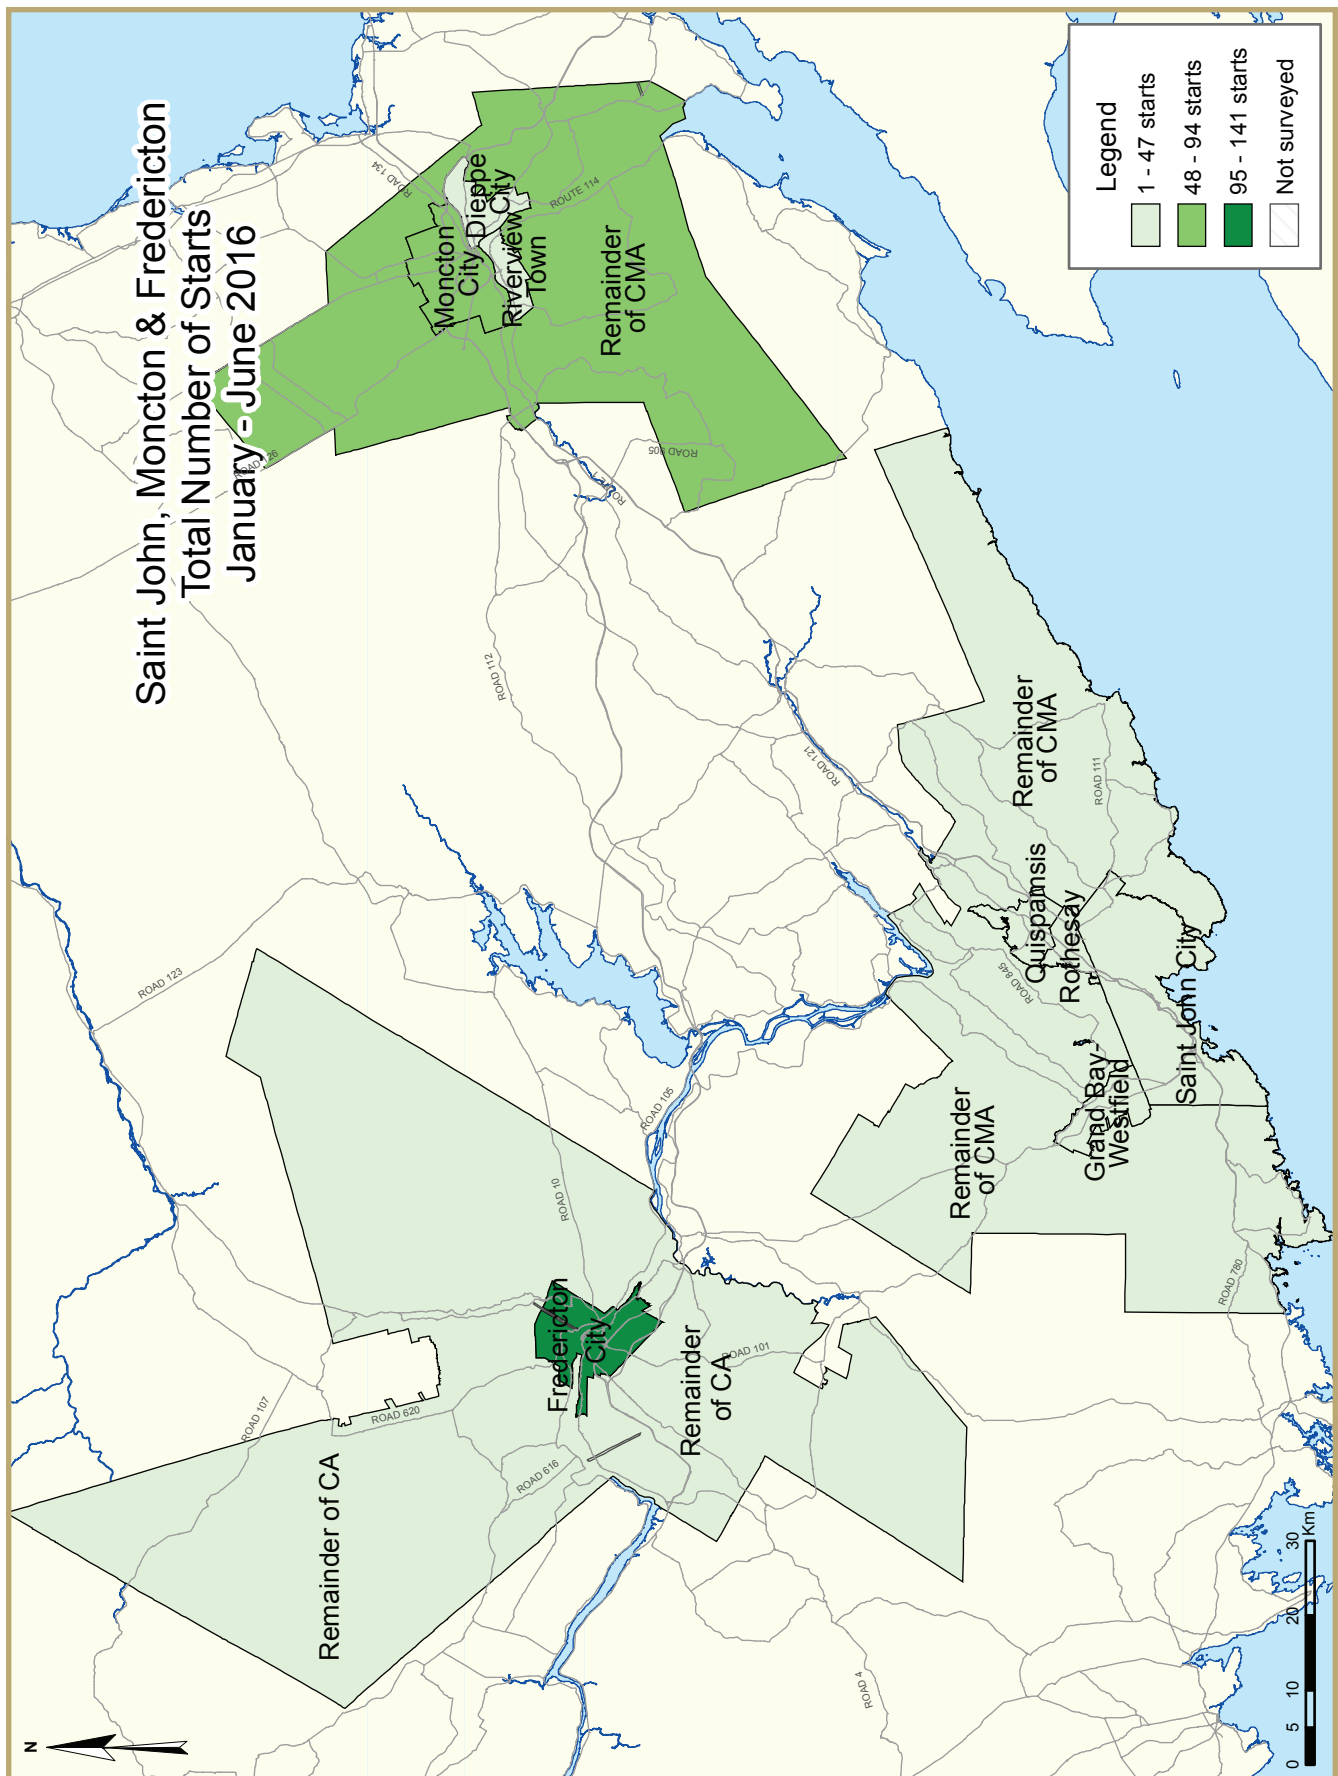 Saint John, Moncton & Fredericton
Total Number of Starts
January - June 2016
N
Legend
1 - 47 starts
48 - 94 starts
95 - 141 starts
Not surveyed
ROAD 126
ROAD 134
Moncton
City
Dieppe
City
Riverview
Town
ROUTE 114
Remainder
of CMA
ROAD 905
ROAD 112
ROAD 123
ROAD 121
ROAD 107
ROAD 620
ROAD 616
Remainder of CA
ROAD 10
ROAD 105
Fredericton
City
Remainder
of CA
ROAD 101
ROAD 4
Remainder
of CMA
Remainder
of CMA
ROAD 111
Quispamsis
Rothesay
ROAD 845
Grand Bay-
Westfield
Saint John City
ROAD 780
0 5 10 20 30
Km